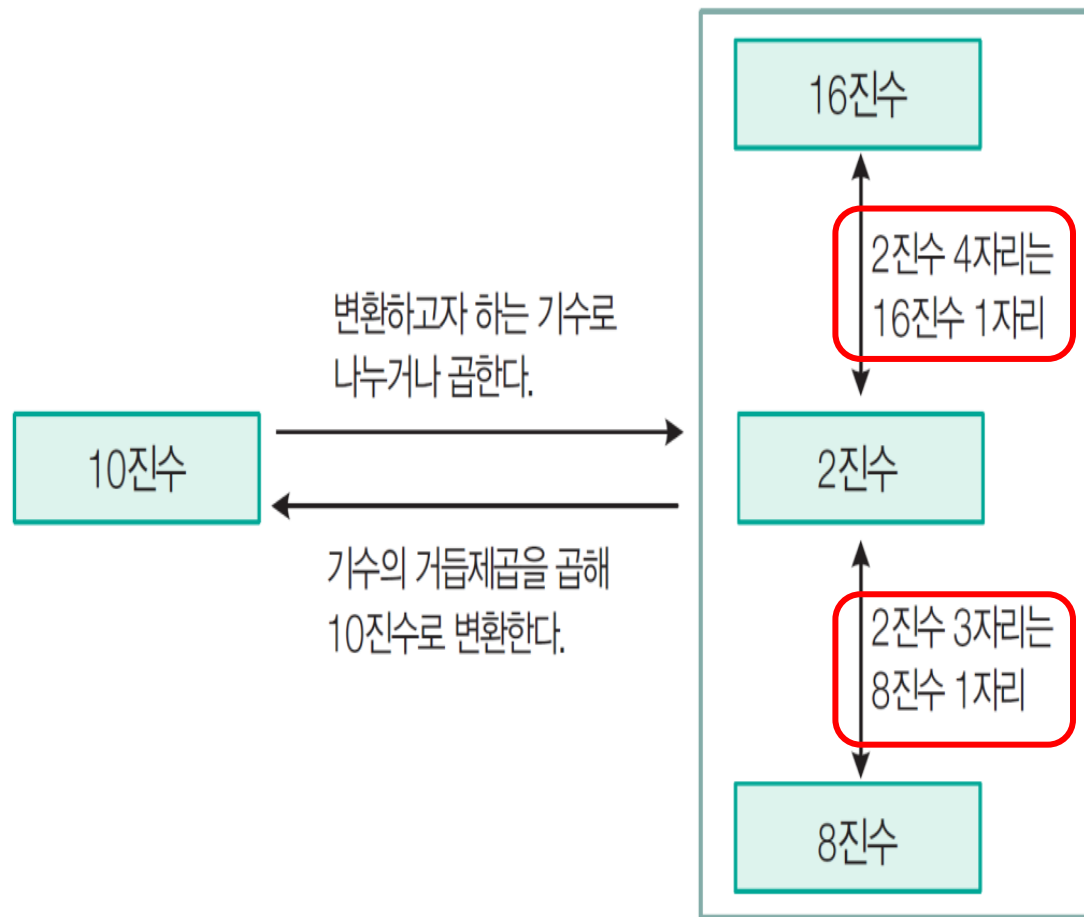 16진수
2진수 4자리는
16진수 1자리
변환하고자 하는 기수로
나누거나 곱한다.
10진수
2진수
기수의 거듭제곱을 곱해
10진수로 변환한다.
2진수 3자리는
8진수 1자리
8진수